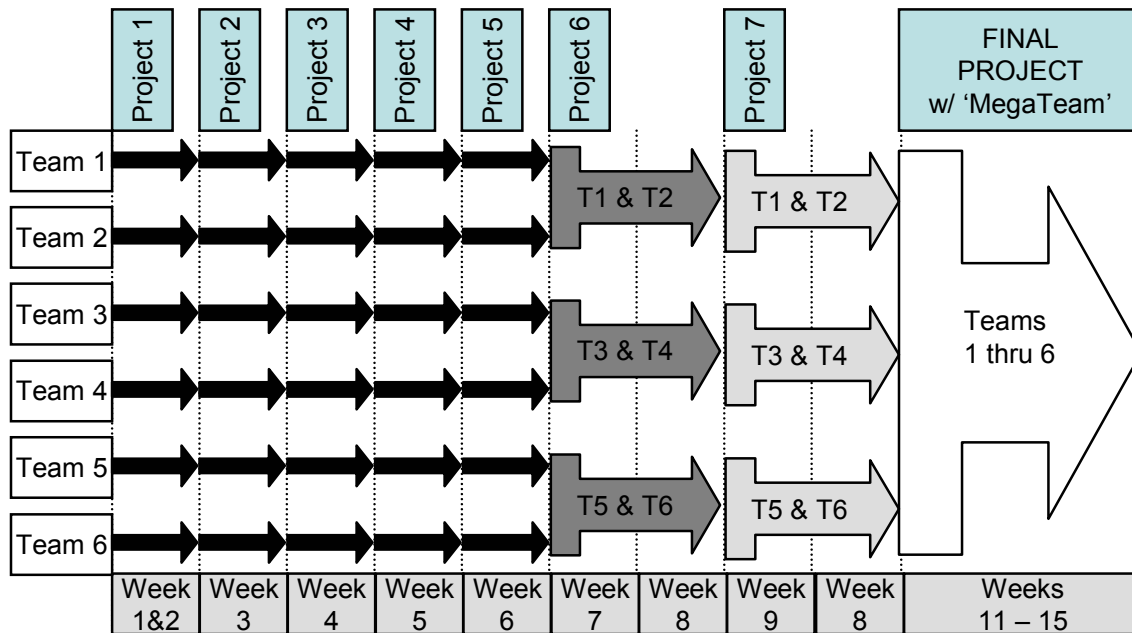 Project 1
Project 2
Project 3
Project 4
Project 5
Project 6
Project 7
FINAL
PROJECT
w/ ‘MegaTeam’
Team 1
Team 2
Team 3
Team 4
Team 5
Team 6
T1 & T2
T1 & T2
T3 & T4
T3 & T4
T5 & T6
T5 & T6
Teams
1 thru 6
Week
1&2
Week
3
Week
4
Week
5
Week
6
Week
7
Week
8
Week
9
Week
8
Weeks
11 – 15